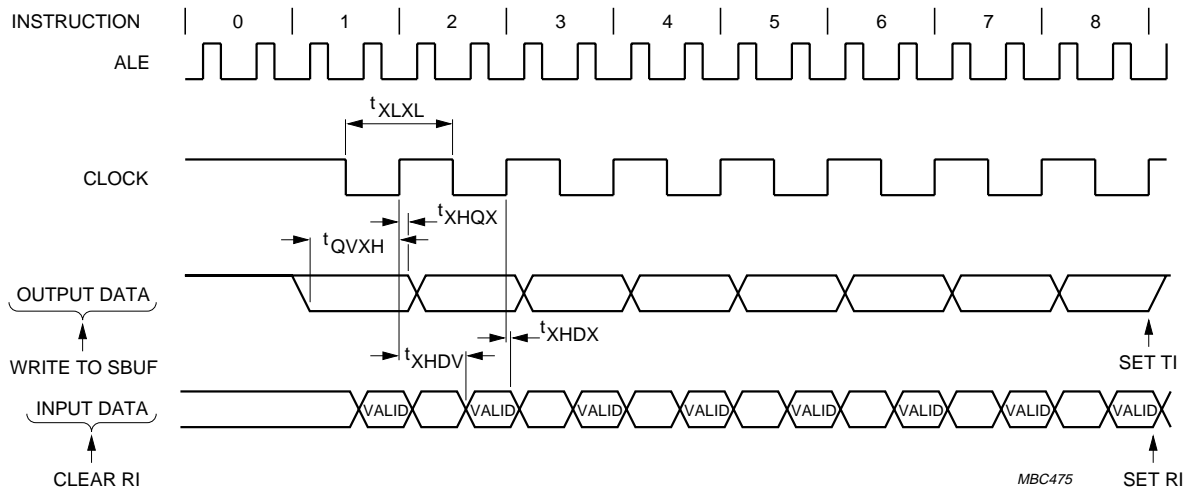 INSTRUCTION | 0 | 1 | 2 | 3 | 4 | 5 | 6 | 7 | 8 |
ALE
tXLXL
CLOCK
tXHQX
tQVXH
OUTPUT DATA
tXHDX
WRITE TO SBUF
tXHDV
SET TI
INPUT DATA
VALID VALID VALID VALID VALID VALID VALID VALID
CLEAR RI
MBC475
SET RI